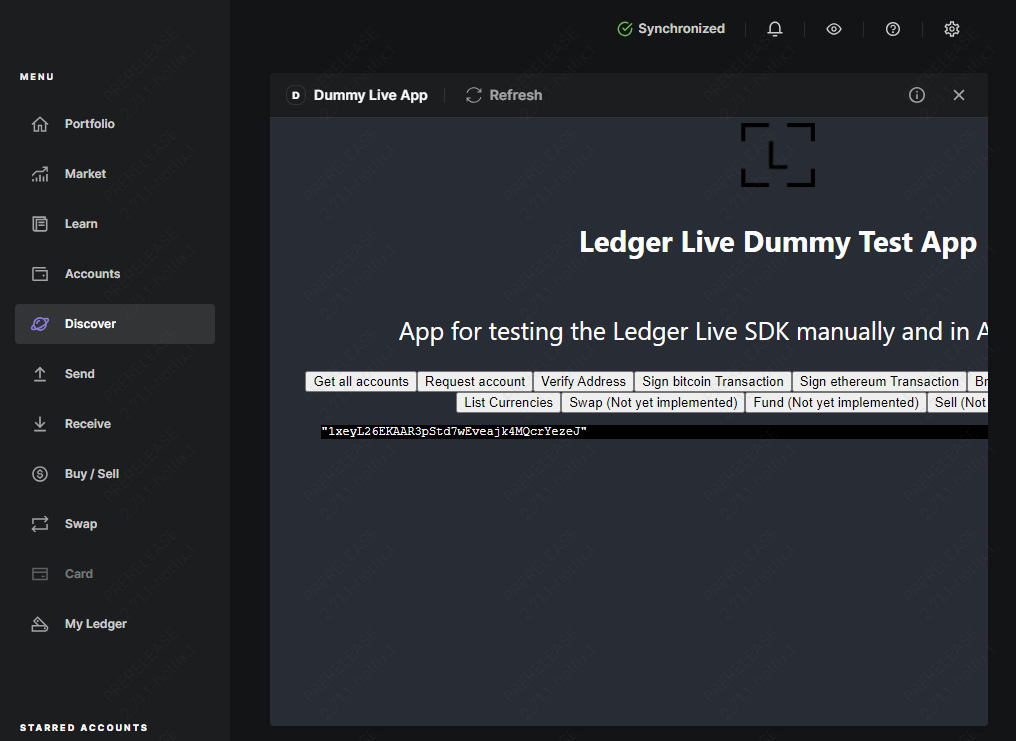 Synchronized
MENU
Portfolio
Market
Learn
Accounts
Discover
Send
Receive
Buy / Sell
Swap
Card
My Ledger
STARRED ACCOUNTS
D Dummy Live App
Refresh
L
Ledger Live Dummy Test App
App for testing the Ledger Live SDK manually and in A
Get all accounts Request account Verify Address Sign bitcoin Transaction Sign ethereum Transaction Br
List Currencies Swap (Not yet implemented) Fund (Not yet implemented) Sell (Not
"1xeyL26EKAAR3pStd7wEveajk4MQcrYezeJ"